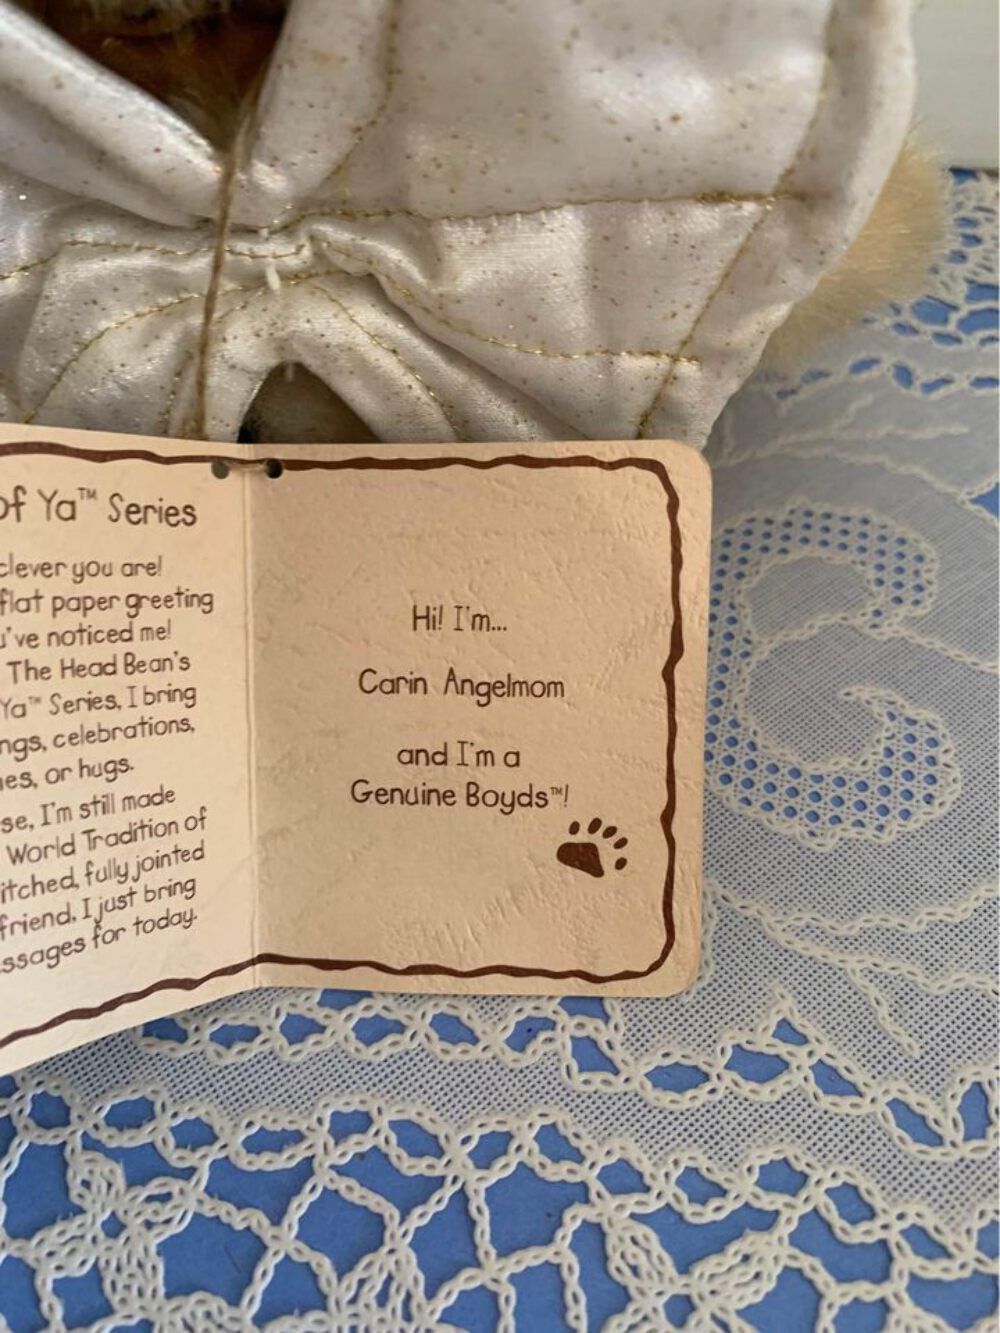 of Ya™ Series
clever you are!
flat paper greeting
u've noticed me!
The Head Bean's
Ya™ Series, I bring
ngs, celebrations,
es, or hugs.
se, I'm still made
World Tradition of
itched, fully jointed
friend. I just bring
ssages for today.
Hi! I'm...
Carin Angelmom
and I'm a
Genuine Boyds™!